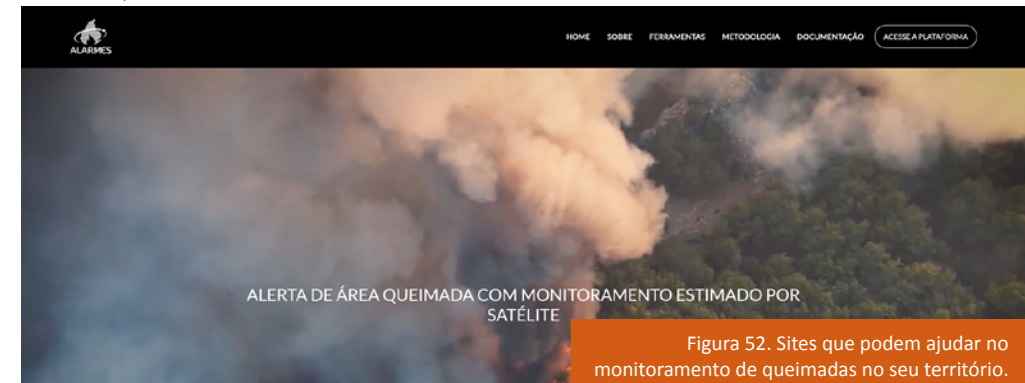 ALARMES
HOME SOBRE FERRAMENTAS METODOLOGIA DOCUMENTAÇÃO ACESSE A PLATAFORMA
ALERTA DE ÁREA QUEIMADA COM MONITORAMENTO ESTIMADO POR
SATÉLITE
Figura 52. Sites que podem ajudar no
monitoramento de queimadas no seu território.